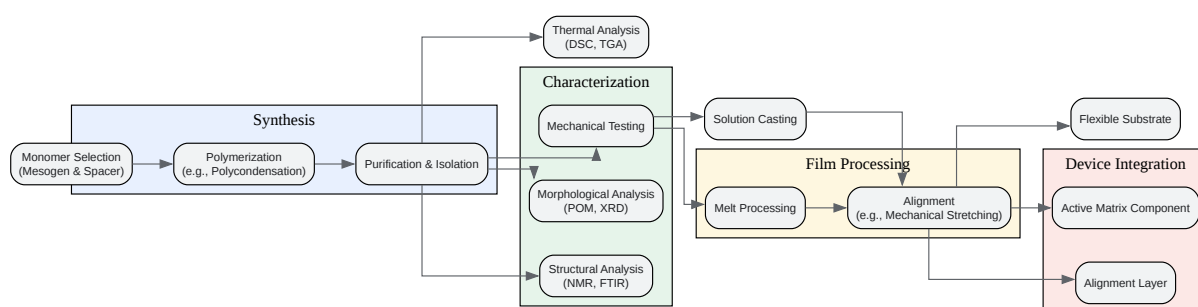 Thermal Analysis
(DSC, TGA)
Characterization
Synthesis
Mechanical Testing
Solution Casting
Flexible Substrate
Monomer Selection
(Mesogen & Spacer)
Polymerization
(e.g., Polycondensation)
Purification & Isolation
Film Processing
Device Integration
Morphological Analysis
(POM, XRD)
Melt Processing
Alignment
(e.g., Mechanical Stretching)
Active Matrix Component
Structural Analysis
(NMR, FTIR)
Alignment Layer